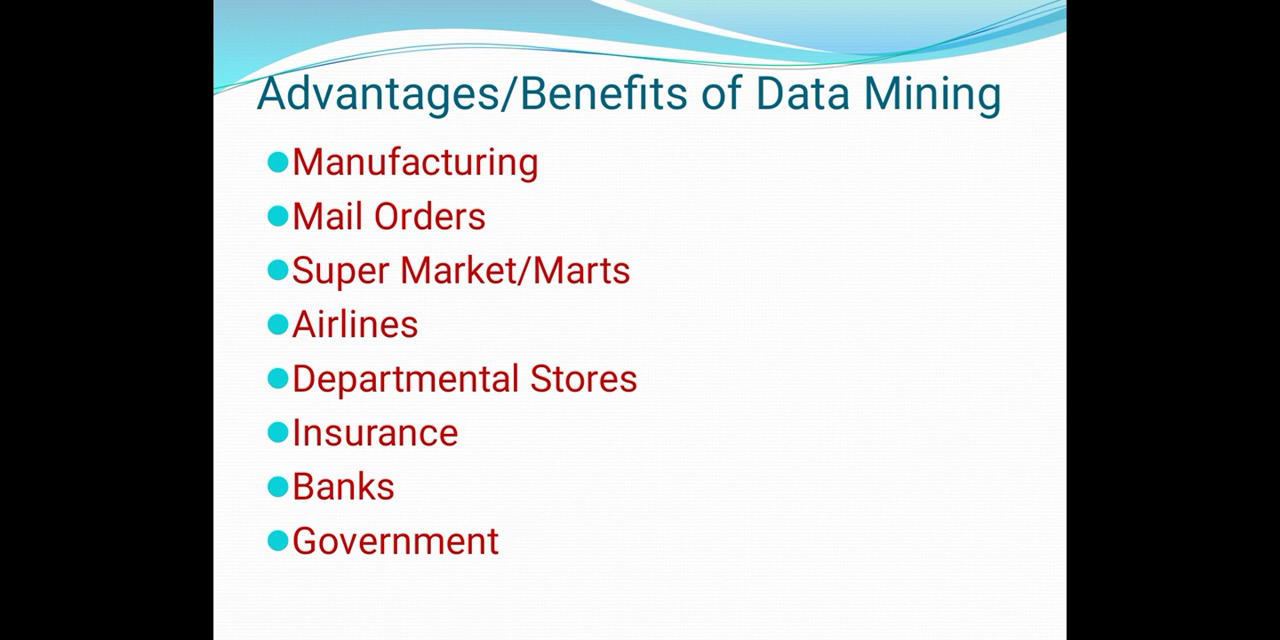 Advantages/Benefits of Data Mining
Manufacturing
Mail Orders
Super Market/Marts
Airlines
Departmental Stores
Insurance
Banks
Government